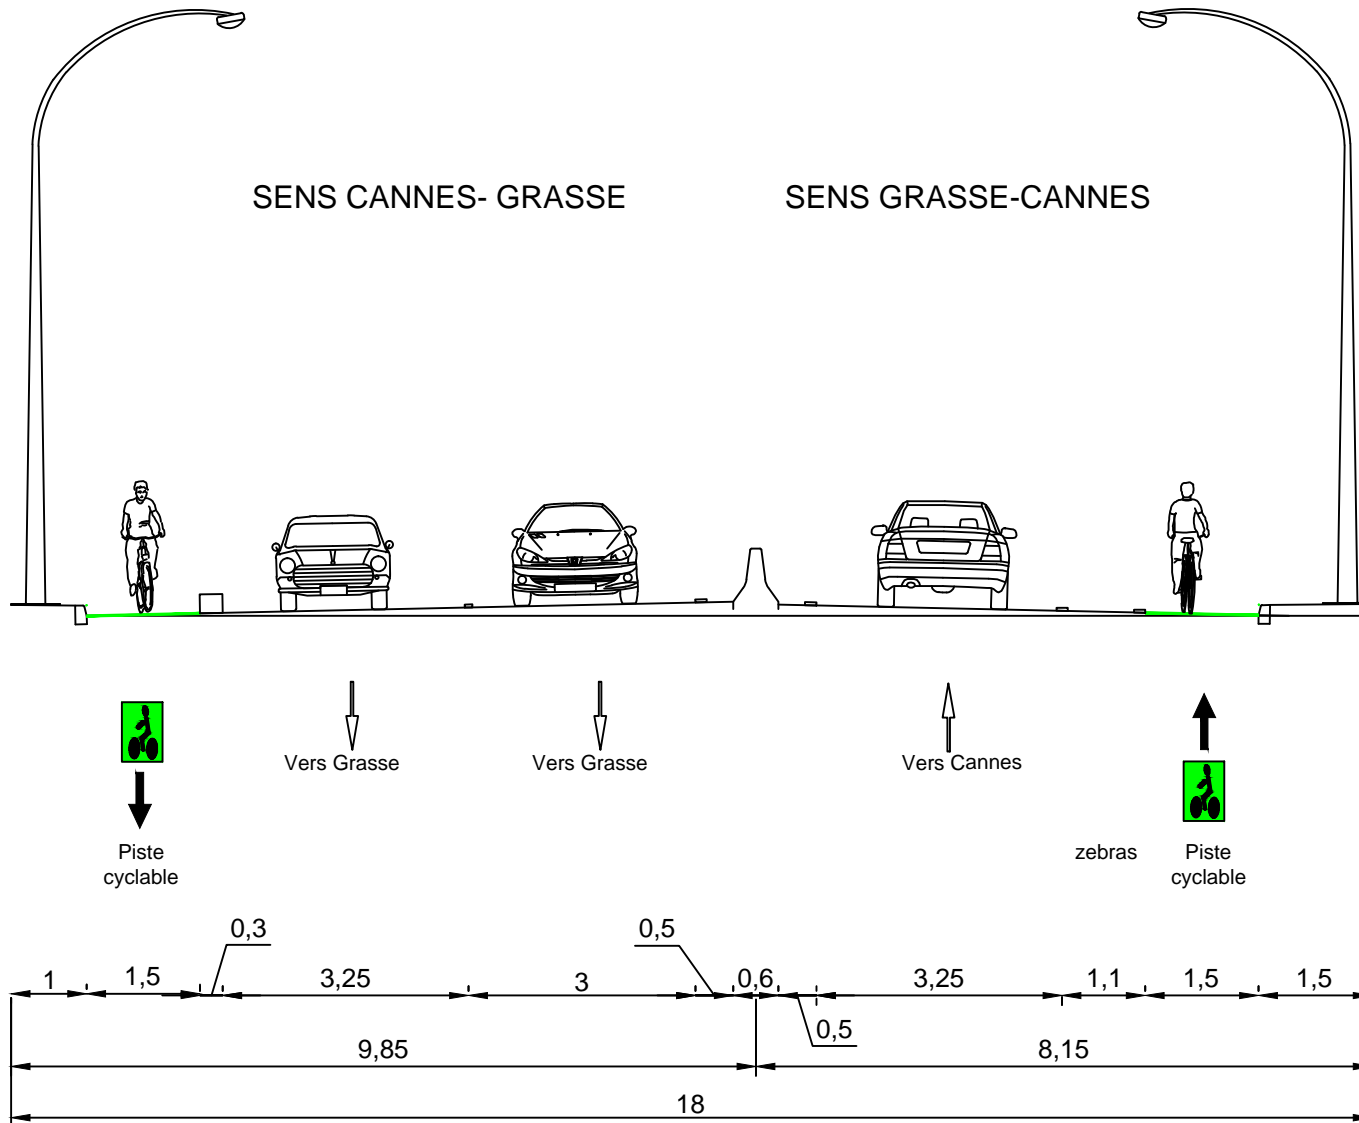 SENS CANNES- GRASSE
SENS GRASSE-CANNES
Vers Grasse
Vers Grasse
Vers Cannes
Piste
cyclable
zebras
Piste
cyclable
0,3
0,5
1
1,5
3,25
3
0,6
3,25
1,1
1,5
1,5
0,5
9,85
8,15
18